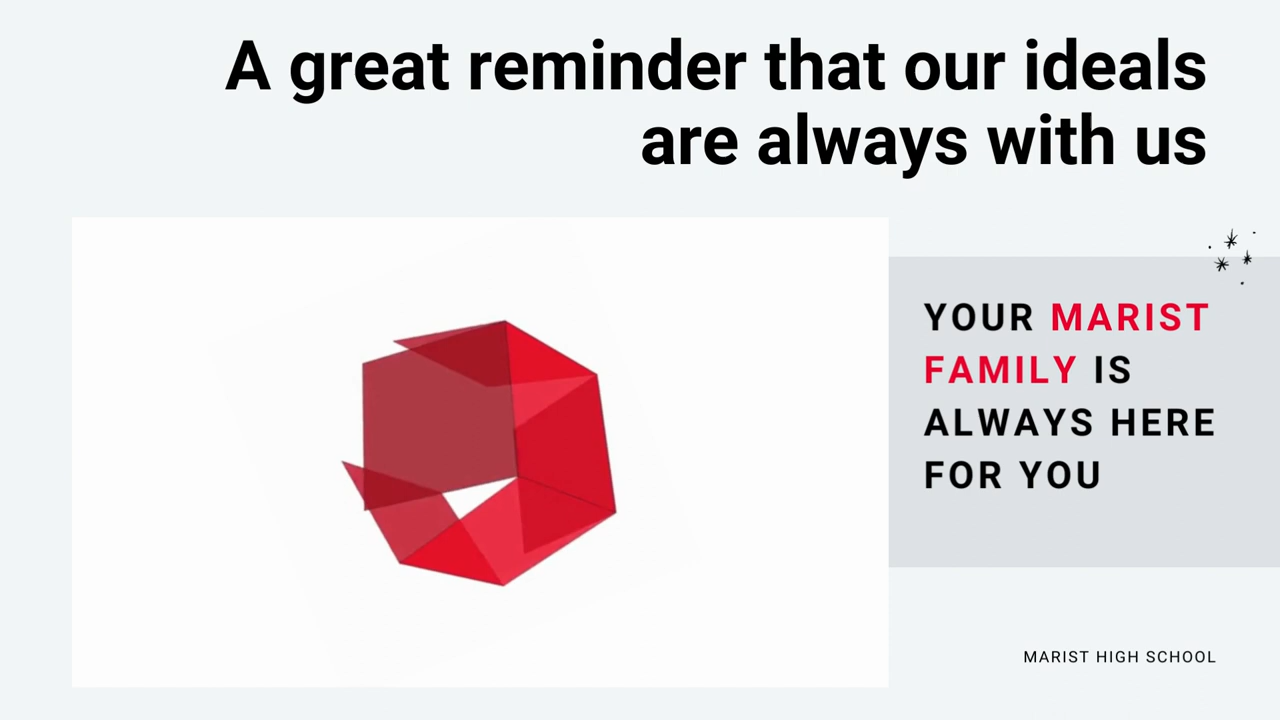 A great reminder that our ideals
are always with us
YOUR MARIST
FAMILY IS
ALWAYS HERE
FOR YOU
MARIST HIGH SCHOOL